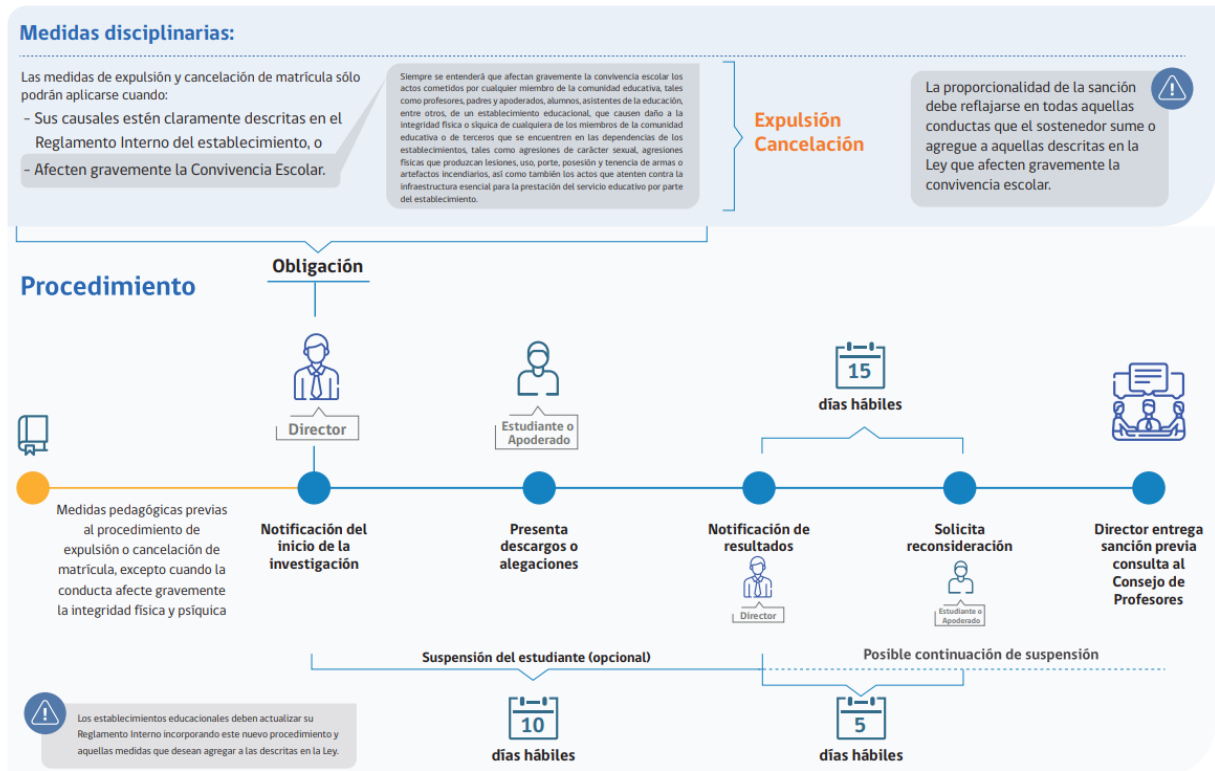 Medidas disciplinarias:
Las medidas de expulsión y cancelación de matrícula sólo
podrán aplicarse cuando:
- Sus causales estén claramente descritas en el
Reglamento Interno del establecimiento, o
- Afecten gravemente la Convivencia Escolar.
Siempre se entenderá que afectan gravemente la convivencia escolar los
actos cometidos por cualquier miembro de la comunidad educativa, tales
como profesores, padres y apoderados, alumnos, asistentes de la educación,
entre otros, de un establecimiento educacional, que causen daño a la
integridad física o síquica de cualquiera de los miembros de la comunidad
educativa o de terceros que se encuentren en las dependencias de los
establecimientos, tales como agresiones de carácter sexual, agresiones
físicas que produzcan lesiones, uso, porte, posesión y tenencia de armas o
artefactos incendiarios, así como también los actos que atenten contra la
infraestructura esencial para la prestación del servicio educativo por parte
del establecimiento.
Expulsión
Cancelación
La proporcionalidad de la sanción
debe reflajarse en todas aquellas
conductas que el sostenedor sume o
agregue a aquellas descritas en la
Ley que afecten gravemente la
convivencia escolar.
Obligación
Procedimiento
Director
Estudiante o
Apoderado
15
días hábiles
Medidas pedagógicas previas
al procedimiento de
expulsión o cancelación de
matrícula, excepto cuando la
conducta afecte gravemente
la integridad física y psíquica
Notificación del
inicio de la
investigación
Presenta
descargos o
alegaciones
Notificación de
resultados
Director
Solicita
reconsideración
Estudiante o
Apoderado
Director entrega
sanción previa
consulta al
Consejo de
Profesores
Suspensión del estudiante (opcional)
Posible continuación de suspensión
10
días hábiles
5
días hábiles
Los establecimientos educacionales deben actualizar su
Reglamento Interno incorporando este nuevo procedimiento y
aquellas medidas que desean agregar a las descritas en la Ley.